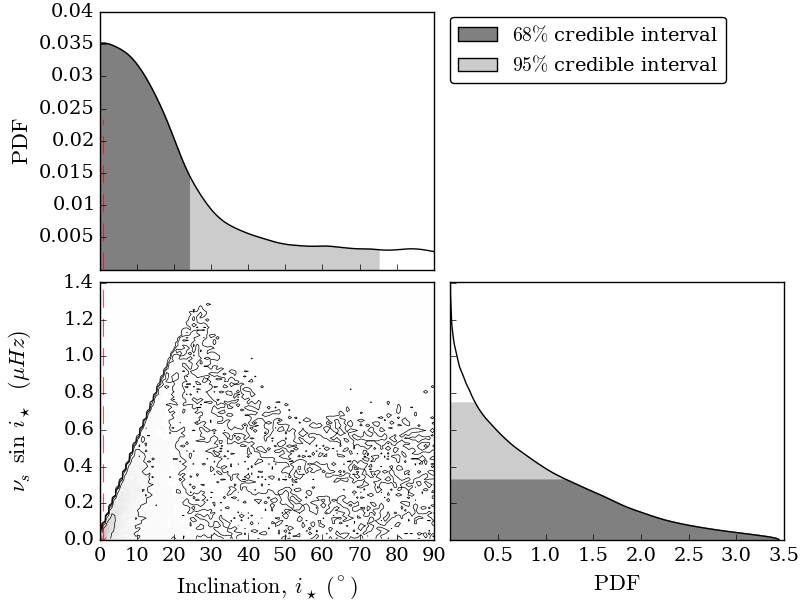 0.04
0.035
0.03
0.025
0.02
0.015
0.01
0.005
PDF
68% credible interval
95% credible interval
1.4
1.2
1.0
0.8
0.6
0.4
0.2
0.0
ν_s sin i_⋆ (μHz)
0 10 20 30 40 50 60 70 80 90
Inclination, i_⋆ (°)
0.5 1.0 1.5 2.0 2.5 3.0 3.5
PDF